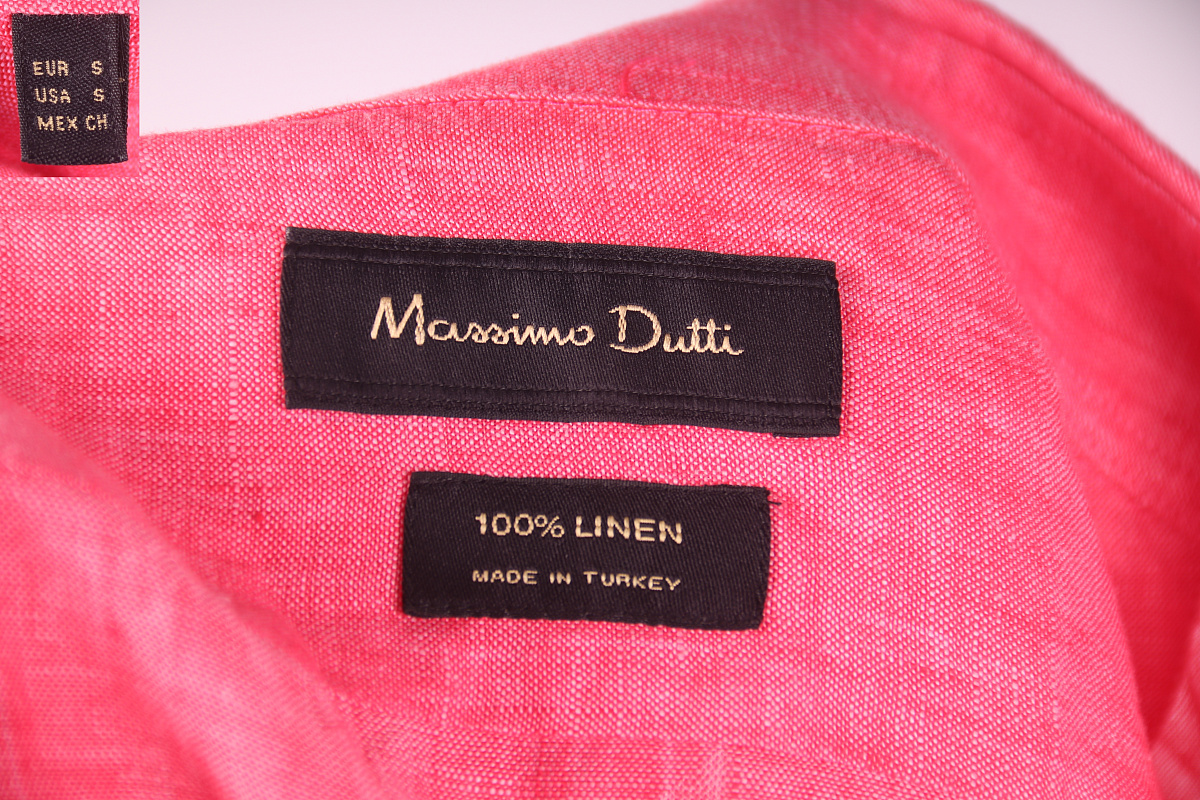 EUR S
USA S
MEX CH
Massimo Dutti
100% LINEN
MADE IN TURKEY